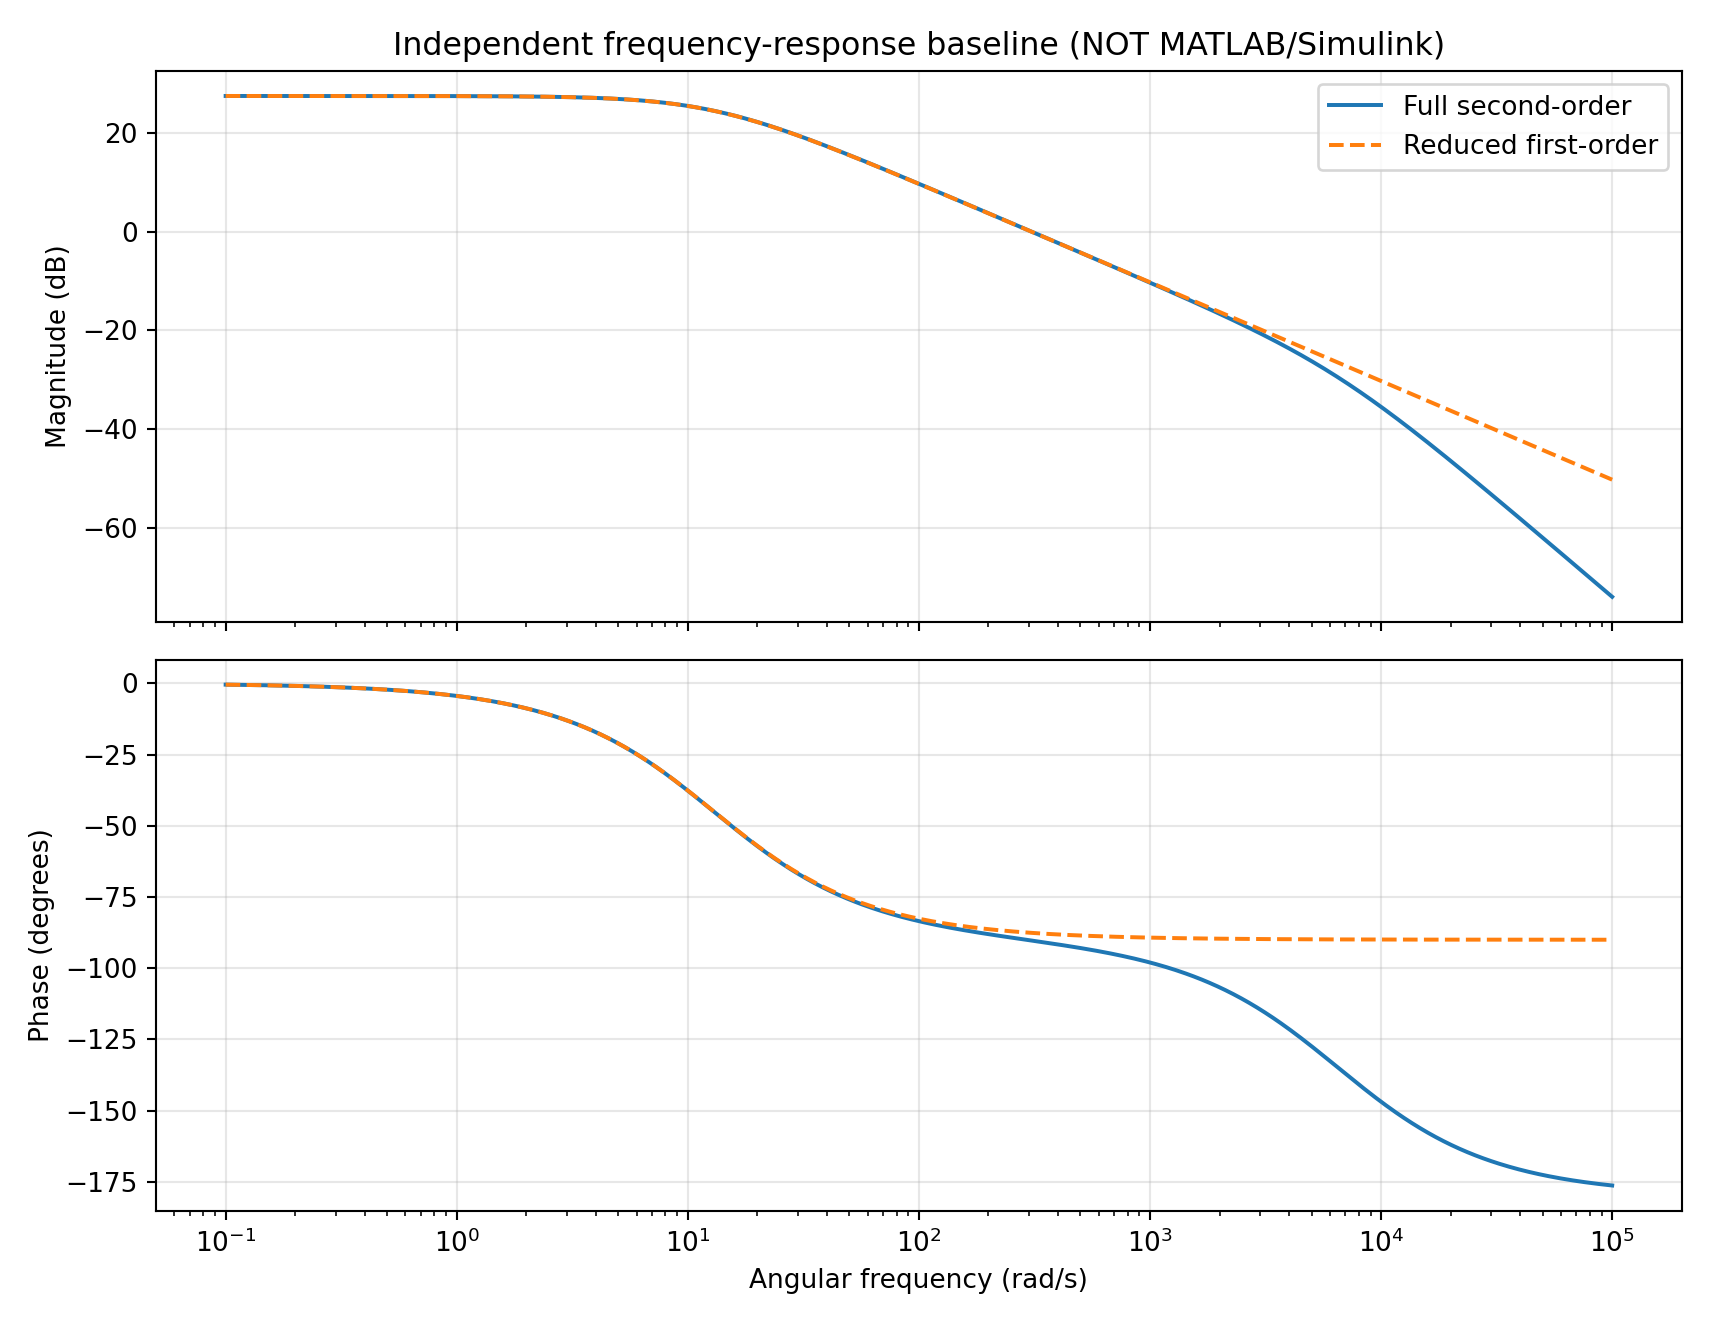 Independent frequency-response baseline (NOT MATLAB/Simulink)
Full second-order
Reduced first-order
Magnitude (dB)
20
0
−20
−40
−60
Phase (degrees)
0
−25
−50
−75
−100
−125
−150
−175
10⁻¹ 10⁰ 10¹ 10² 10³ 10⁴ 10⁵
Angular frequency (rad/s)